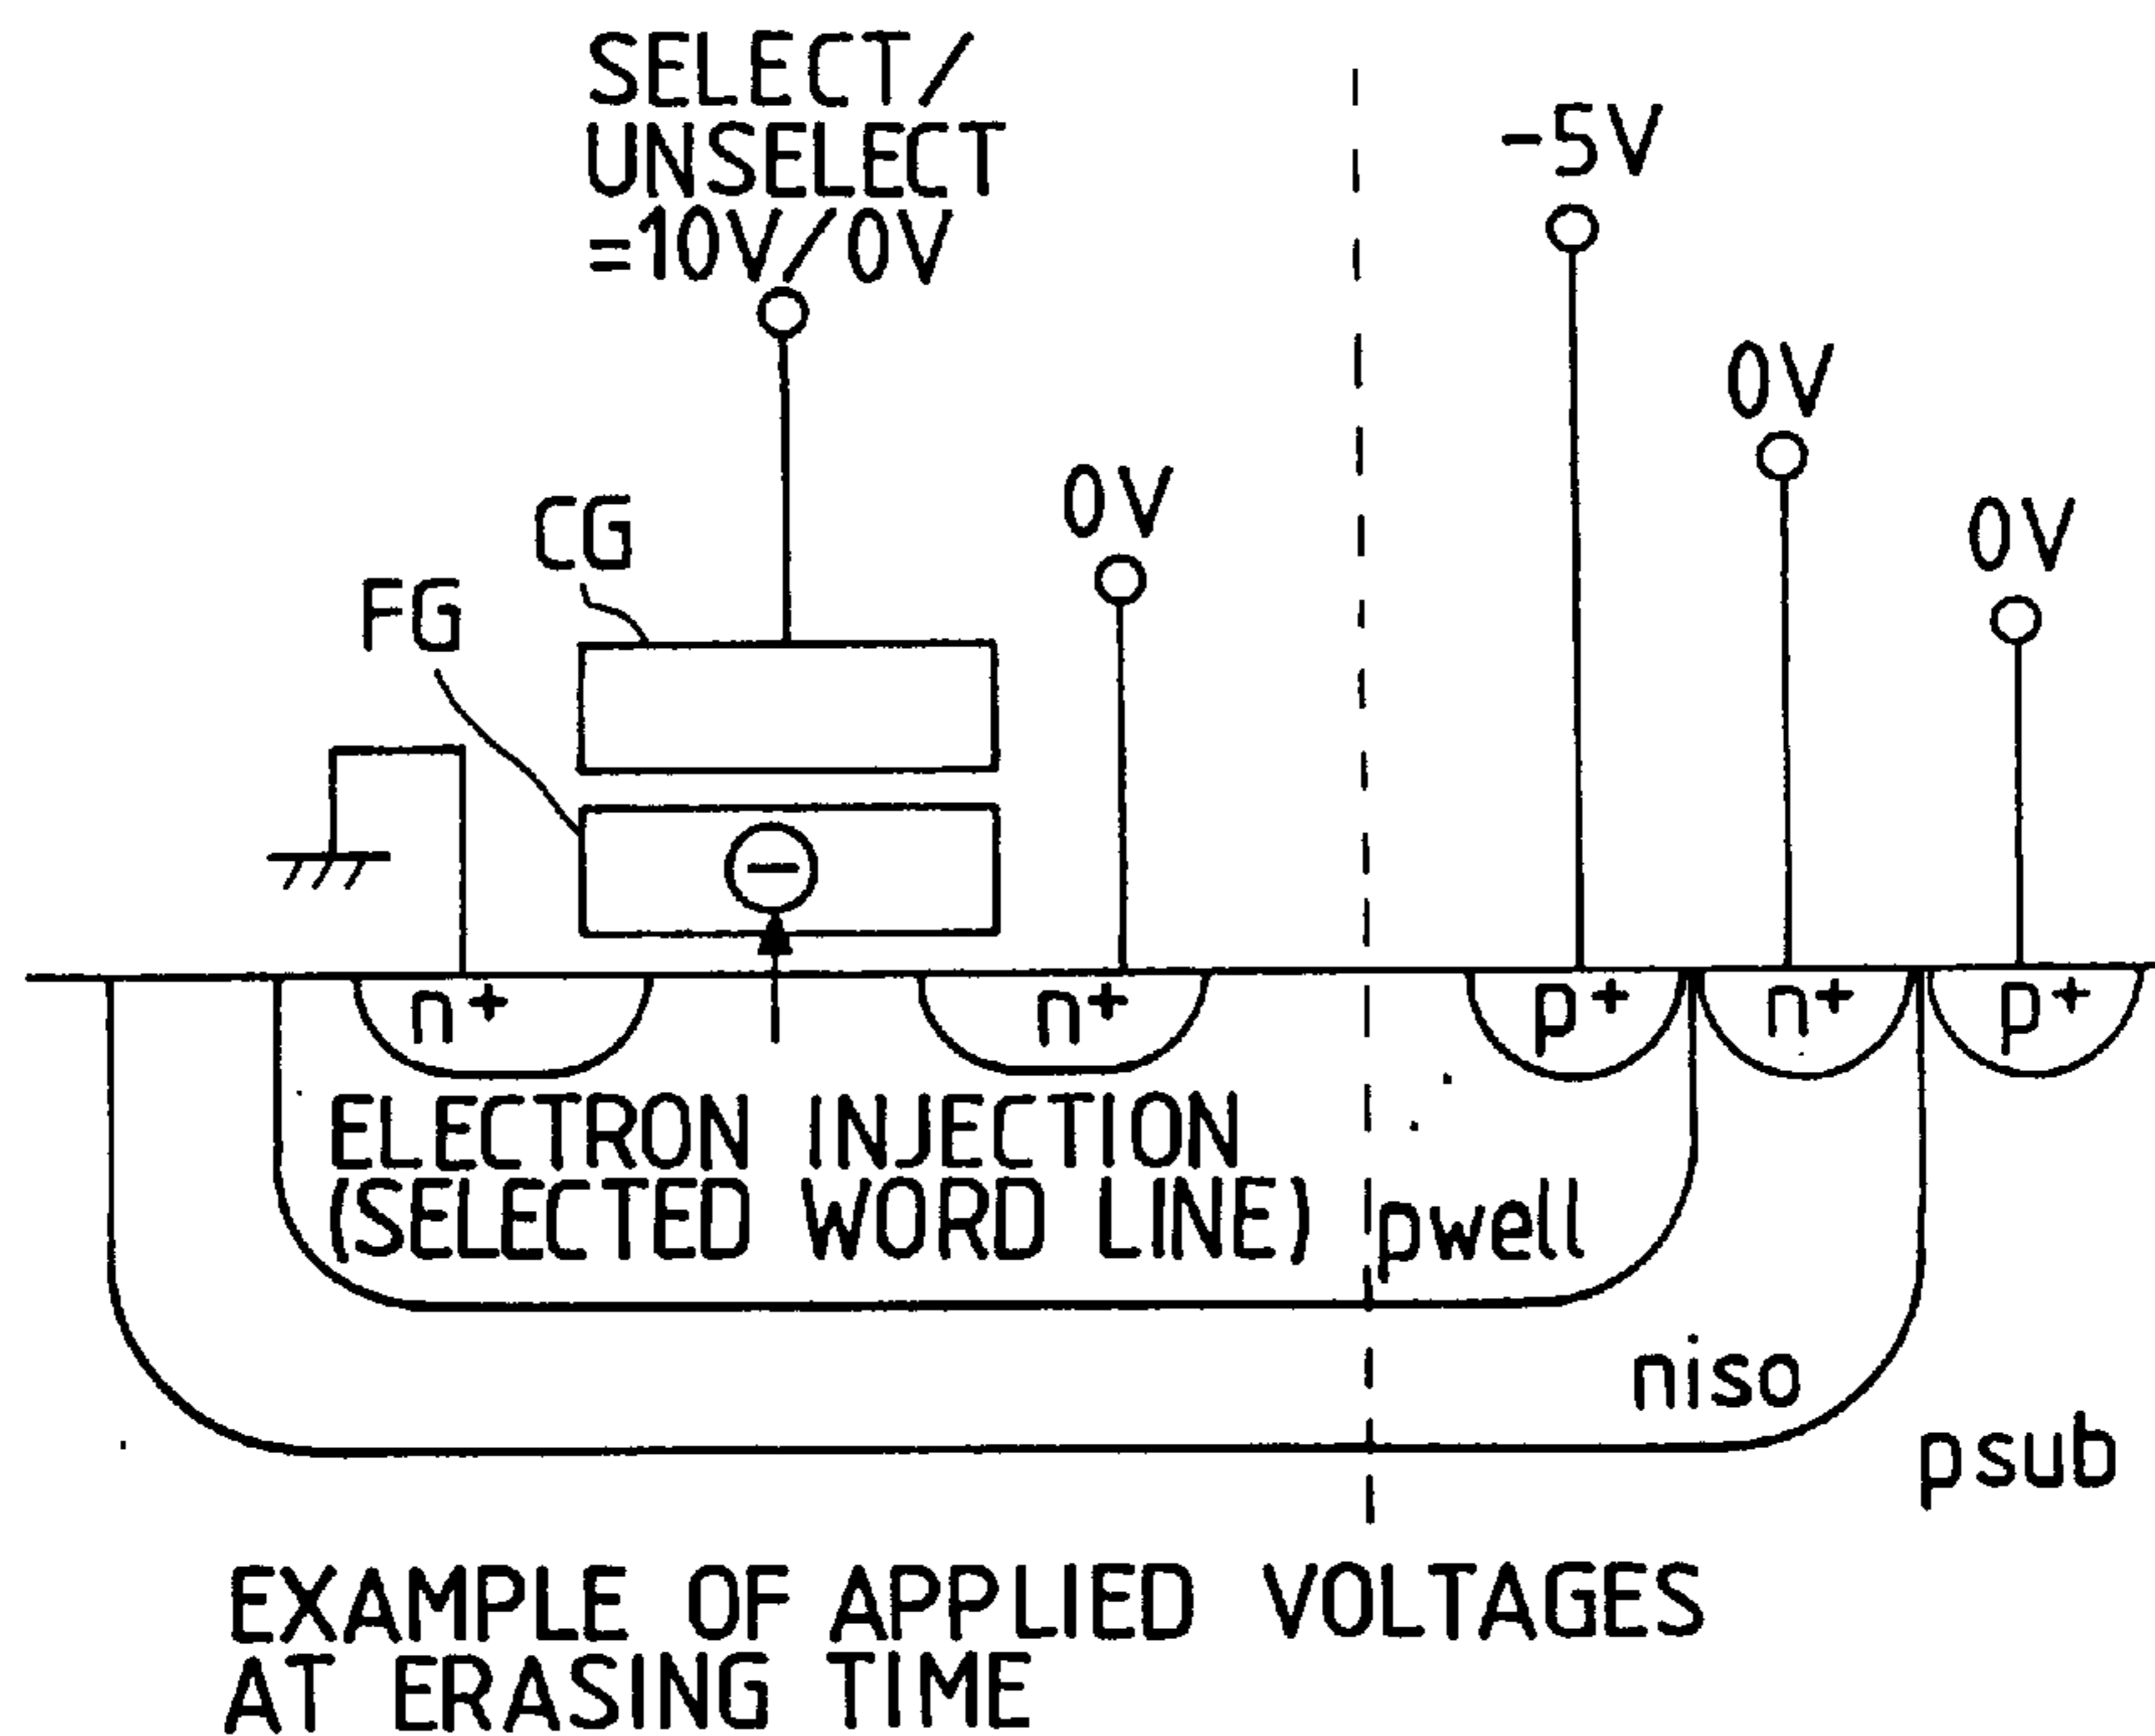 SELECT/
UNSELECT
=10V/0V
-5V
0V
0V
0V
CG
FG
n+
n+
p+
n+
p+
ELECTRON INJECTION
(SELECTED WORD LINE)
pwell
niso
psub
EXAMPLE OF APPLIED VOLTAGES
AT ERASING TIME